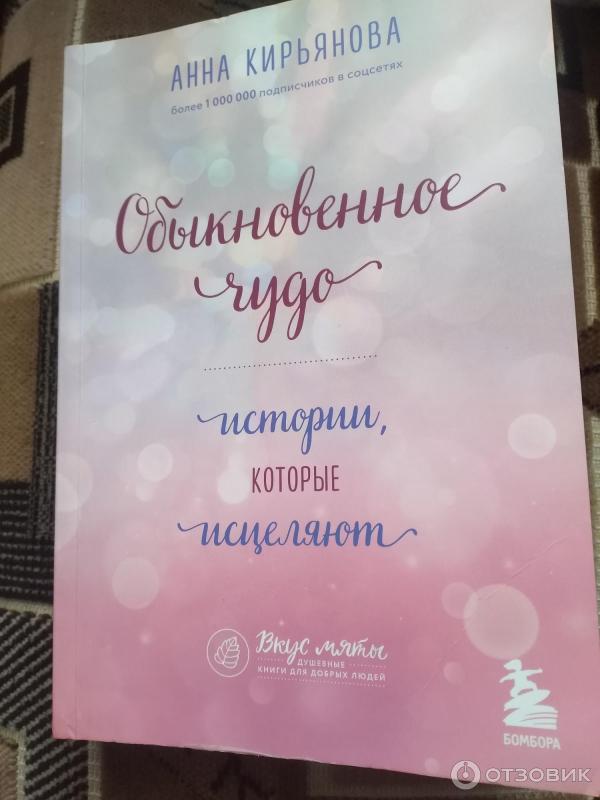 АННА КИРЬЯНОВА
более 1 000 000 подписчиков в соцсетях
Обыкновенное
чудо
истории,
КОТОРЫЕ
исцеляют
Вкус мяты
ДУШЕВНЫЕ
КНИГИ ДЛЯ ДОБРЫХ ЛЮДЕЙ
БОМБОРА
ОТЗОВИК